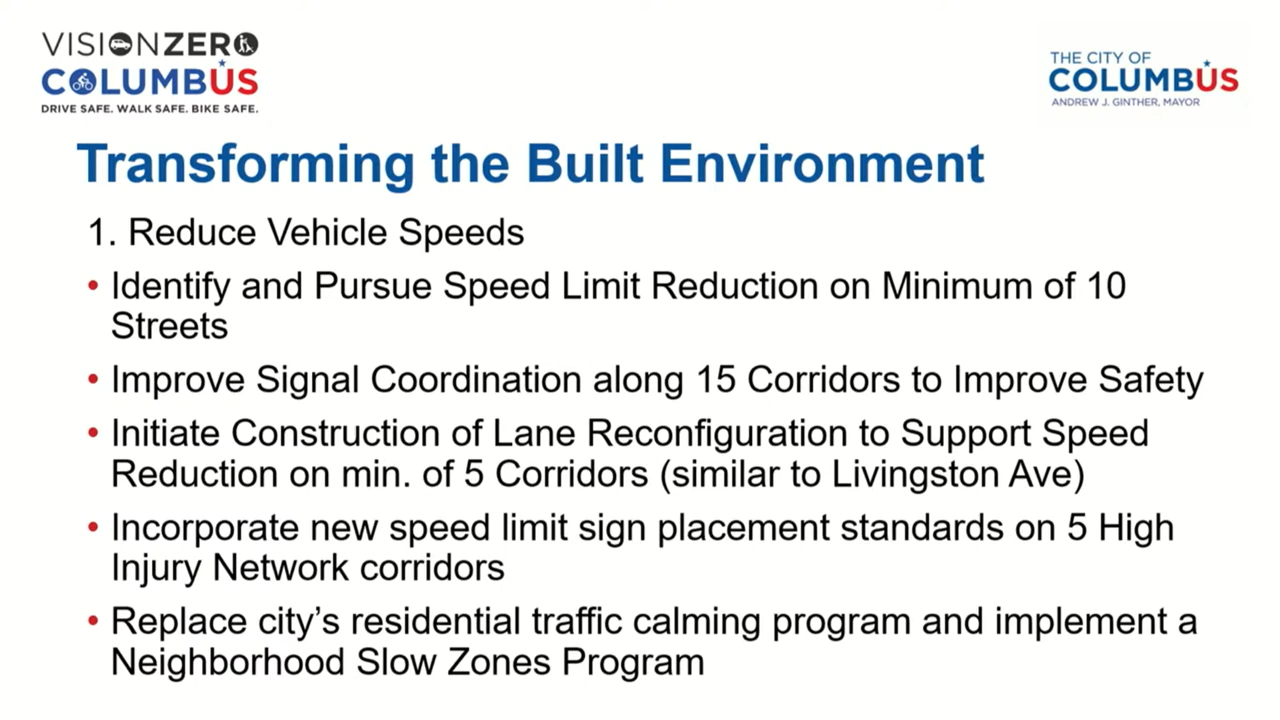 VISIONZERO
COLUMBUS
DRIVE SAFE. WALK SAFE. BIKE SAFE.
THE CITY OF
COLUMBUS
ANDREW J. GINTHER, MAYOR
Transforming the Built Environment
1. Reduce Vehicle Speeds
• Identify and Pursue Speed Limit Reduction on Minimum of 10
Streets
• Improve Signal Coordination along 15 Corridors to Improve Safety
• Initiate Construction of Lane Reconfiguration to Support Speed
Reduction on min. of 5 Corridors (similar to Livingston Ave)
• Incorporate new speed limit sign placement standards on 5 High
Injury Network corridors
• Replace city’s residential traffic calming program and implement a
Neighborhood Slow Zones Program